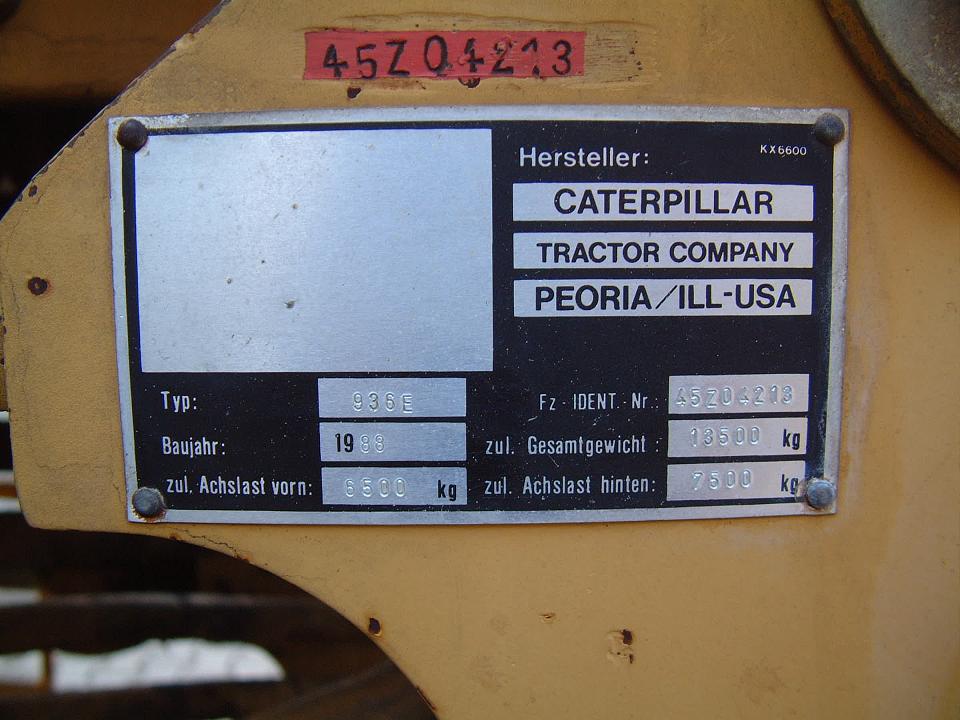 45Z04213
Hersteller: KX6600
CATERPILLAR
TRACTOR COMPANY
PEORIA/ILL-USA
Typ: 936E Fz - IDENT.- Nr.: 45Z04213
Baujahr: 1988 zul. Gesamtgewicht : 13500 kg
zul. Achslast vorn: 6500 kg zul. Achslast hinten: 7500 kg